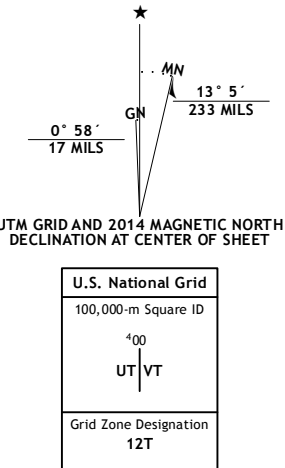 ★
MN
GN
13° 5´
233 MILS
0° 58´
17 MILS
UTM GRID AND 2014 MAGNETIC NORTH
DECLINATION AT CENTER OF SHEET
U.S. National Grid
100,000-m Square ID
⁴00
UT VT
Grid Zone Designation
12T